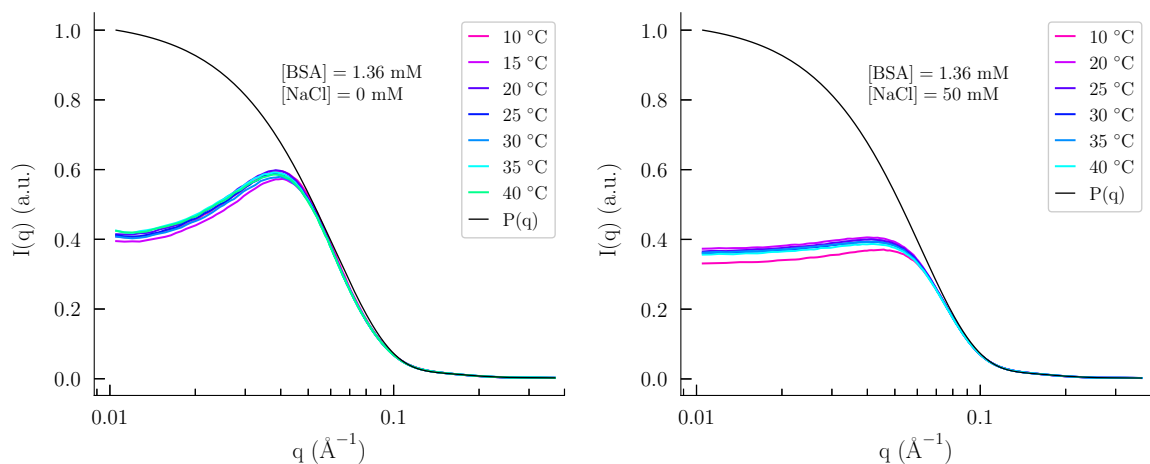 1.0
0.8
0.6
0.4
0.2
0.0
I(q) (a.u.)
0.01
0.1
q (Å⁻¹)
[BSA] = 1.36 mM
[NaCl] = 0 mM
10 °C
15 °C
20 °C
25 °C
30 °C
35 °C
40 °C
P(q)
1.0
0.8
0.6
0.4
0.2
0.0
I(q) (a.u.)
0.01
0.1
q (Å⁻¹)
[BSA] = 1.36 mM
[NaCl] = 50 mM
10 °C
20 °C
25 °C
30 °C
35 °C
40 °C
P(q)